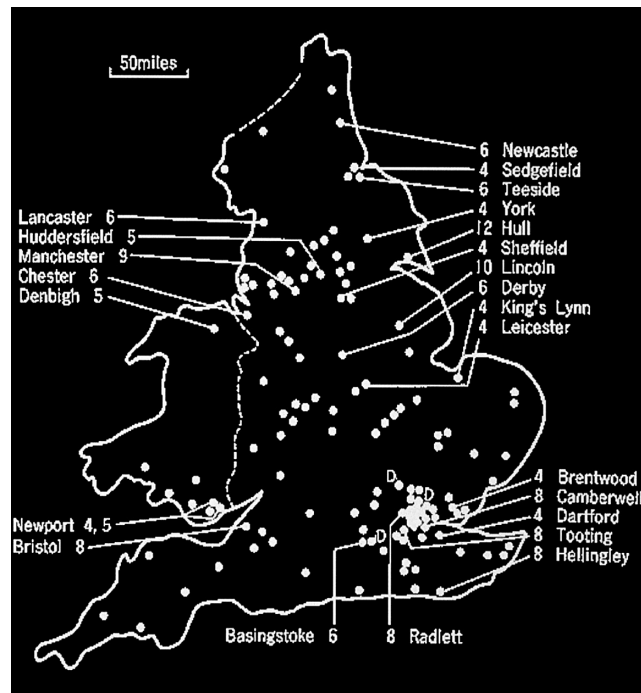 50miles
6 Newcastle
4 Sedgefield
6 Teeside
4 York
12 Hull
4 Sheffield
10 Lincoln
6 Derby
4 King's Lynn
4 Leicester
Lancaster 6
Huddersfield 5
Manchester 9
Chester 6
Denbigh 5
D
D
D
4 Brentwood
8 Camberwell
4 Dartford
8 Tooting
8 Hellingley
Newport 4, 5
Bristol 8
Basingstoke 6
8 Radlett